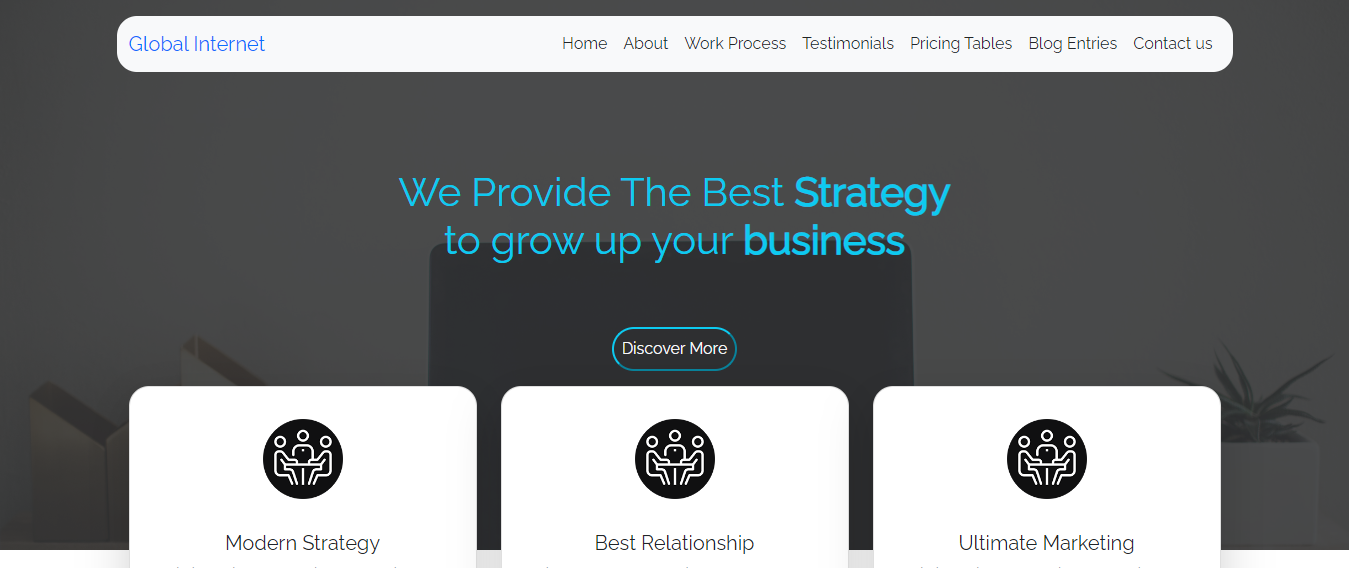 Global Internet
Home About Work Process Testimonials Pricing Tables Blog Entries Contact us
We Provide The Best Strategy
to grow up your business
Discover More
Modern Strategy Best Relationship Ultimate Marketing